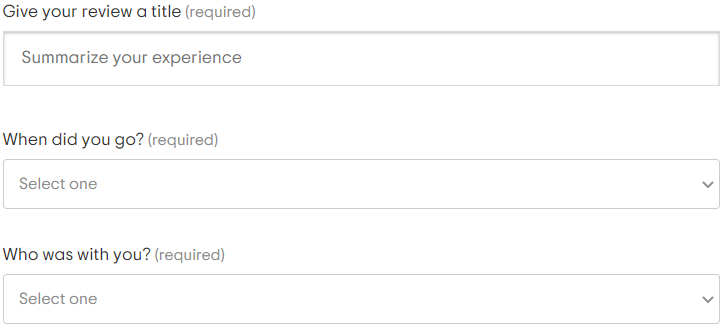 Give your review a title (required)
Summarize your experience
When did you go? (required)
Select one
Who was with you? (required)
Select one